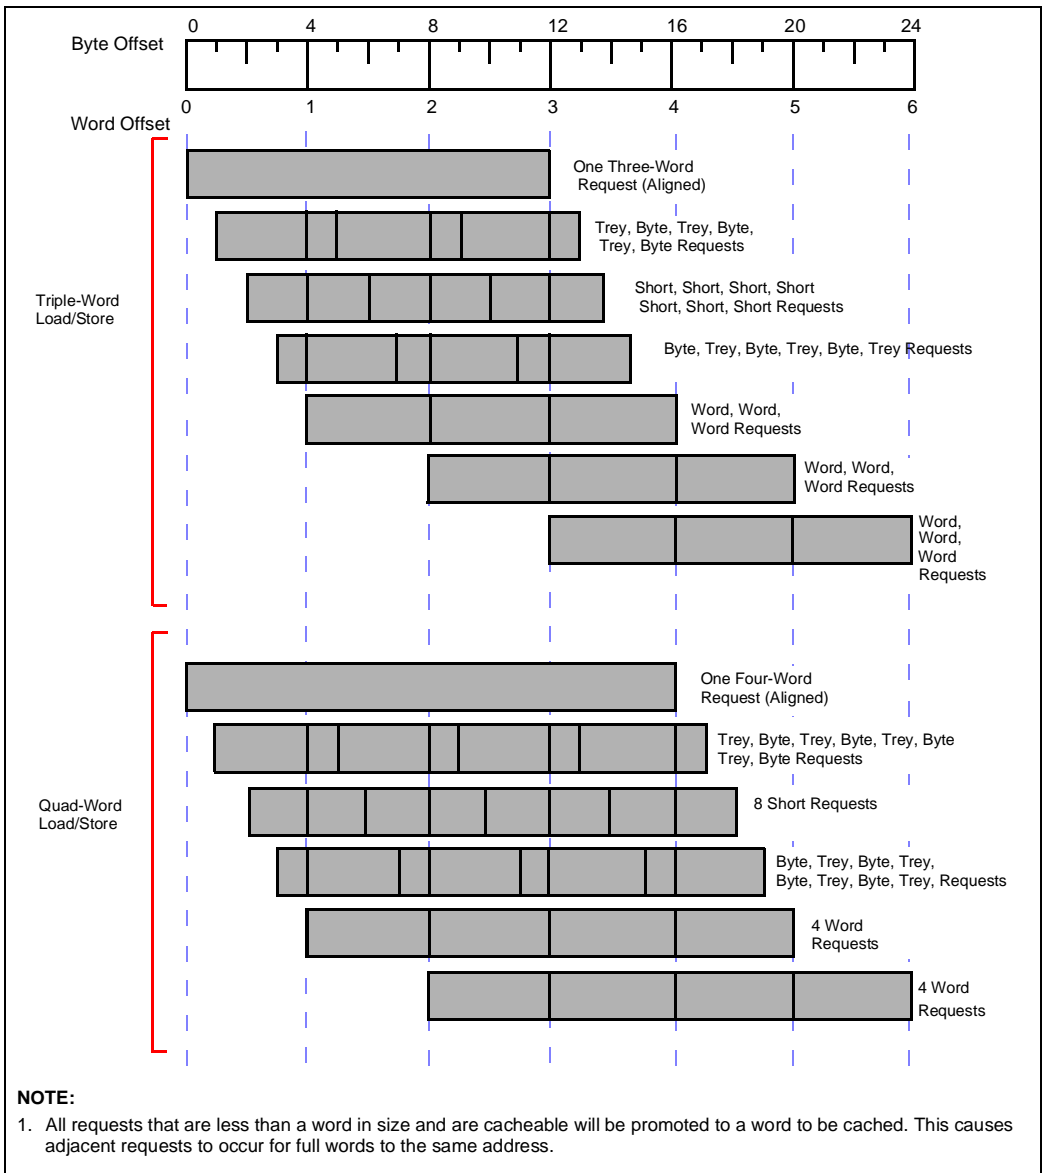 0 4 8 12 16 20 24
Byte Offset
0 1 2 3 4 5 6
Word Offset
One Three-Word
Request (Aligned)
Trey, Byte, Trey, Byte,
Trey, Byte Requests
Triple-Word
Load/Store
Short, Short, Short, Short
Short, Short, Short Requests
Byte, Trey, Byte, Trey, Byte, Trey Requests
Word, Word,
Word Requests
Word, Word,
Word Requests
Word,
Word,
Word
Requests
One Four-Word
Request (Aligned)
Trey, Byte, Trey, Byte, Trey, Byte
Trey, Byte Requests
Quad-Word
Load/Store
8 Short Requests
Byte, Trey, Byte, Trey,
Byte, Trey, Byte, Trey, Requests
4 Word
Requests
4 Word
Requests
NOTE:
1. All requests that are less than a word in size and are cacheable will be promoted to a word to be cached. This causes
adjacent requests to occur for full words to the same address.